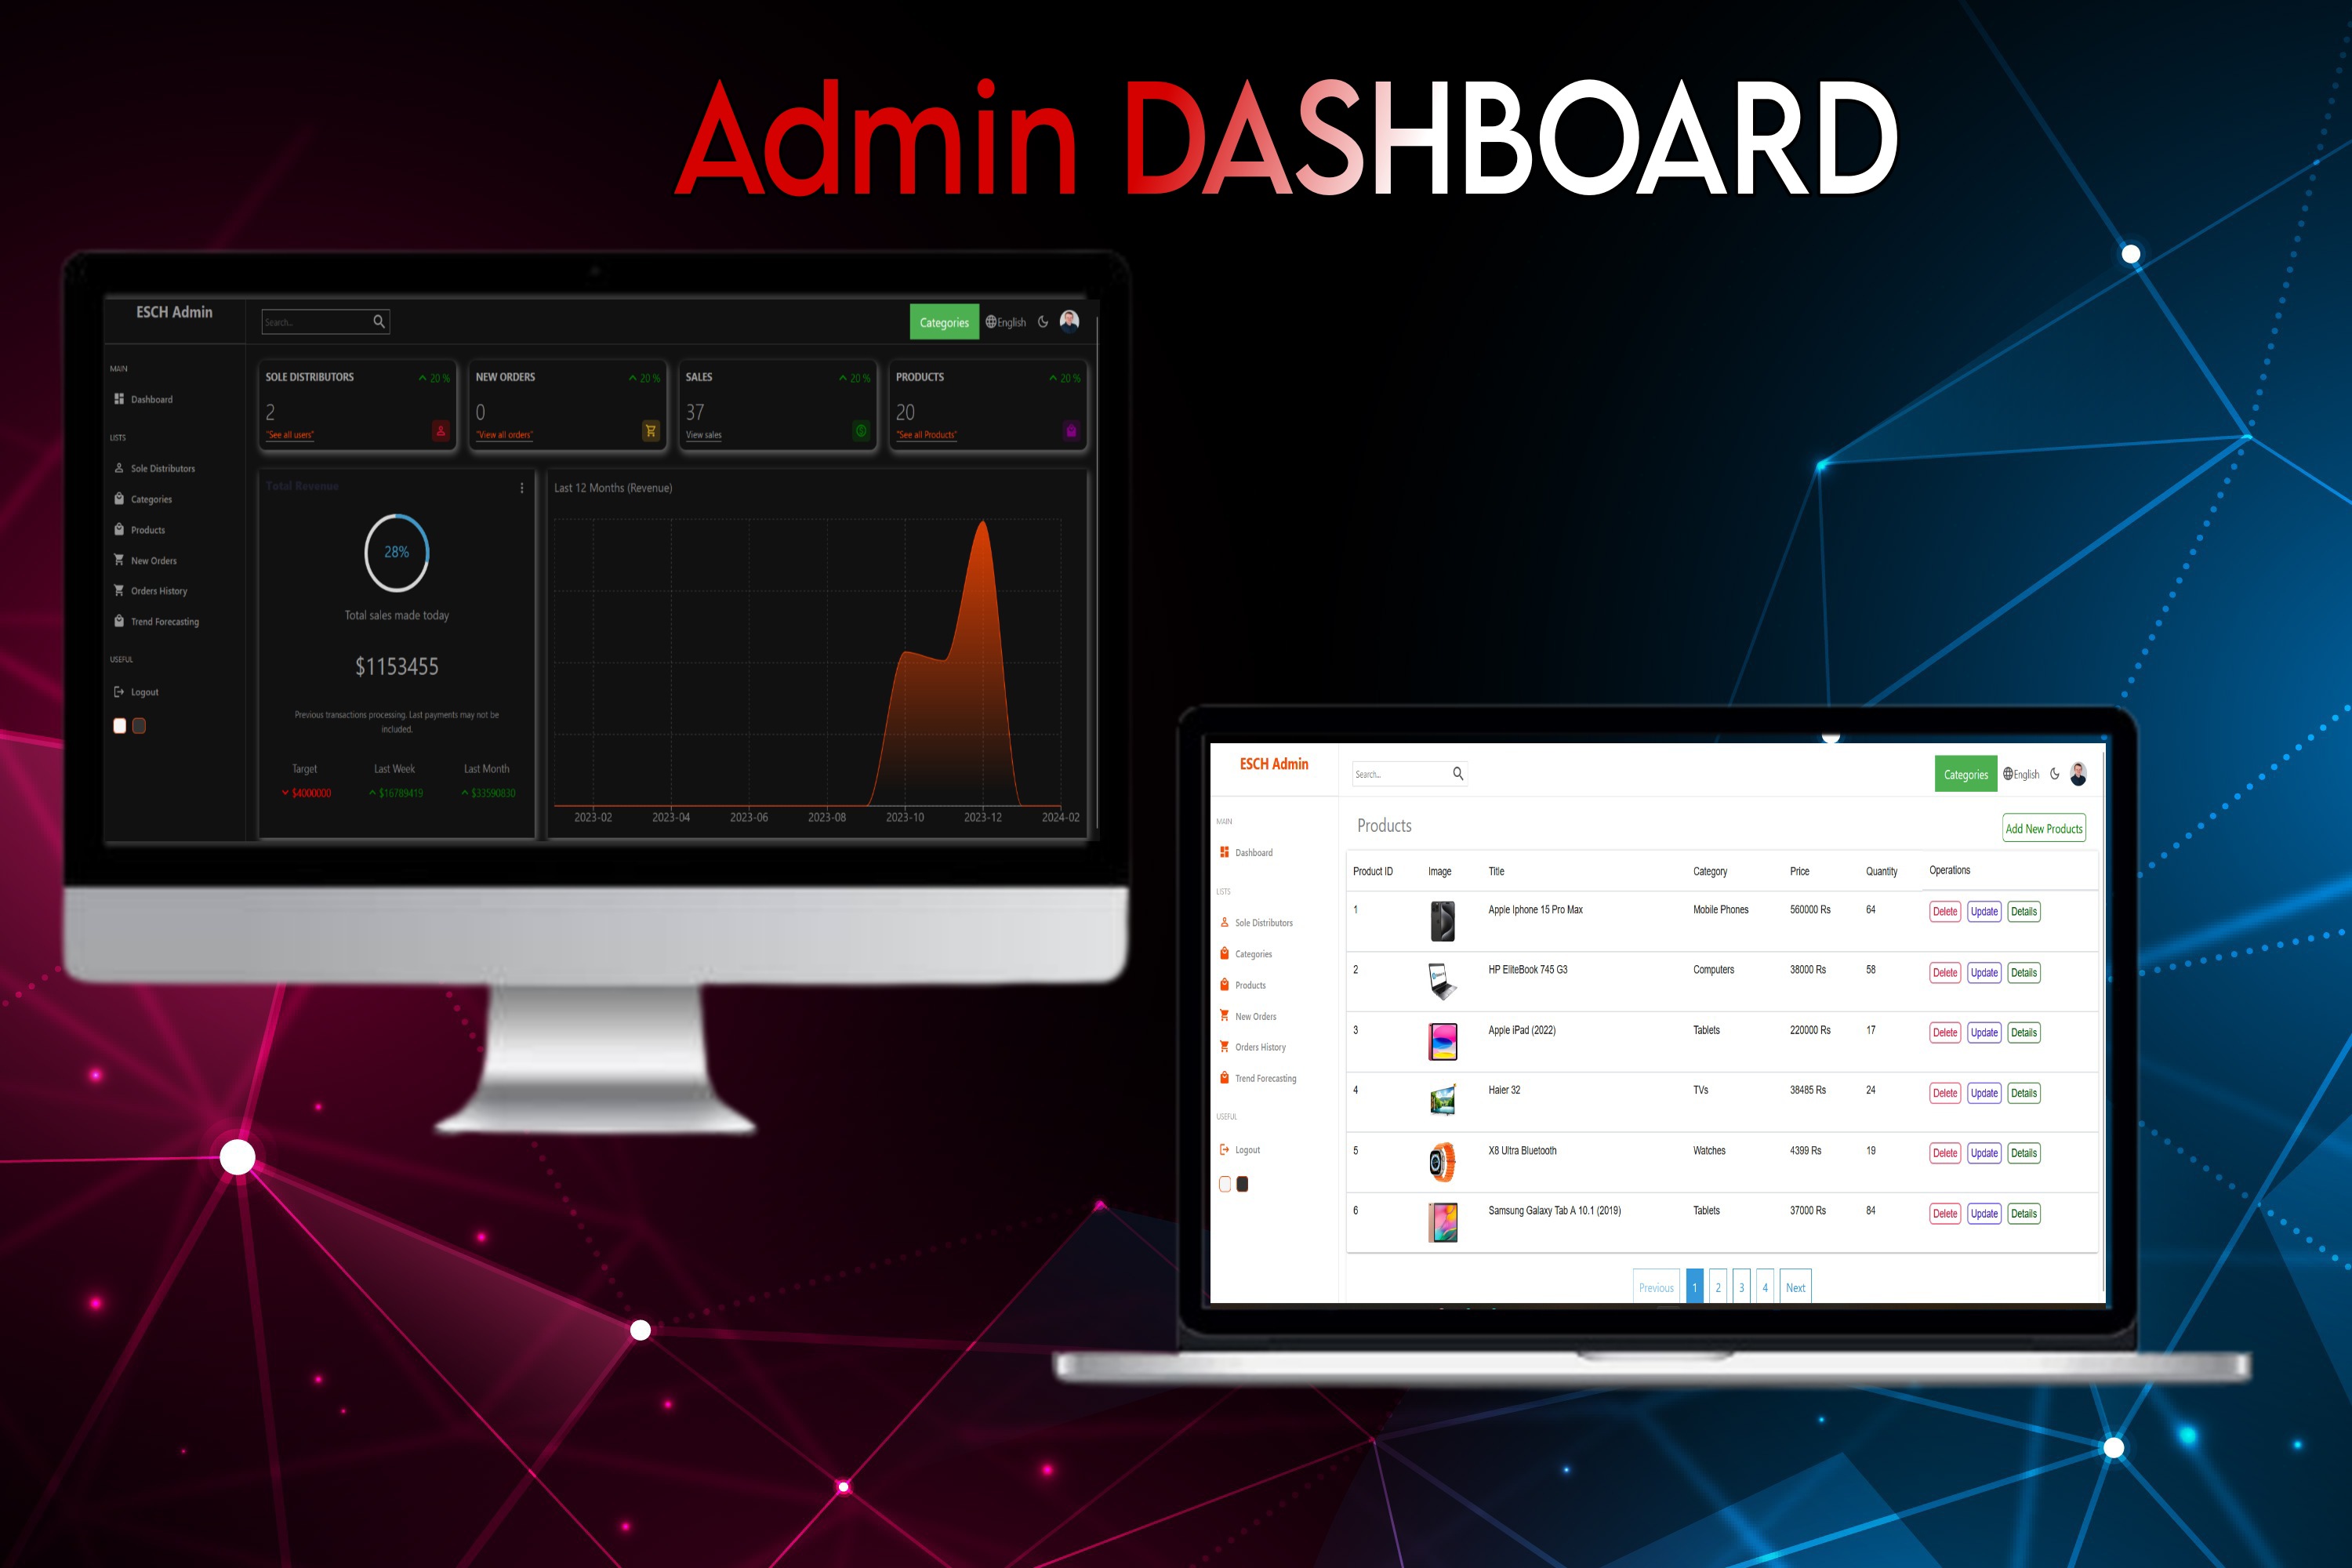 Admin DASHBOARD
ESCH Admin
Search...
Categories
English
MAIN
Dashboard
LISTS
Sole Distributors
Categories
Products
New Orders
Orders History
Trend Forecasting
USEFUL
Logout
SOLE DISTRIBUTORS 20 %
2
"See all users"
NEW ORDERS 20 %
0
"View all orders"
SALES 20 %
37
View sales
PRODUCTS 20 %
20
"See all Products"
Total Revenue
28%
Total sales made today
$1153455
Previous transactions processing. Last payments may not be
included.
Target Last Week Last Month
$4000000 $16789419 $33590830
Last 12 Months (Revenue)
2023-02 2023-04 2023-06 2023-08 2023-10 2023-12 2024-02
ESCH Admin
Search...
Categories
English
MAIN
Dashboard
LISTS
Sole Distributors
Categories
Products
New Orders
Orders History
Trend Forecasting
USEFUL
Logout
Products
Add New Products
Product ID Image Title Category Price Quantity Operations
1 Apple Iphone 15 Pro Max Mobile Phones 560000 Rs 64 Delete Update Details
2 HP EliteBook 745 G3 Computers 38000 Rs 58 Delete Update Details
3 Apple iPad (2022) Tablets 220000 Rs 17 Delete Update Details
4 Haier 32 TVs 38485 Rs 24 Delete Update Details
5 X8 Ultra Bluetooth Watches 4399 Rs 19 Delete Update Details
6 Samsung Galaxy Tab A 10.1 (2019) Tablets 37000 Rs 84 Delete Update Details
Previous 1 2 3 4 Next